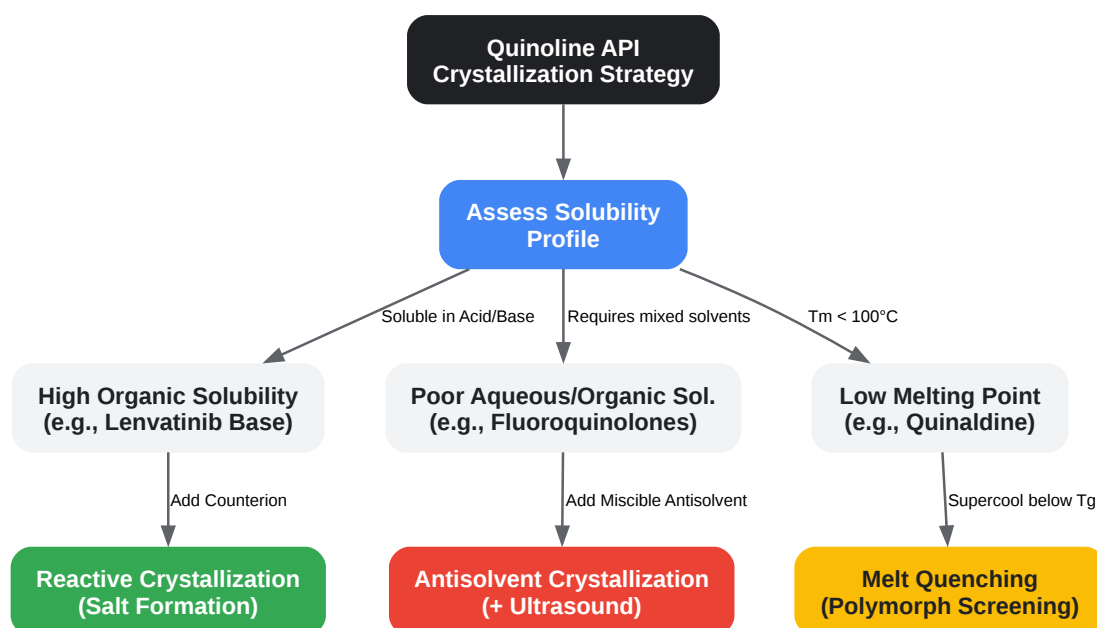 Quinoline API
Crystallization Strategy
Assess Solubility
Profile
Soluble in Acid/Base
Requires mixed solvents
Tm < 100°C
High Organic Solubility
(e.g., Lenvatinib Base)
Poor Aqueous/Organic Sol.
(e.g., Fluoroquinolones)
Low Melting Point
(e.g., Quinaldine)
Add Counterion
Add Miscible Antisolvent
Supercool below Tg
Reactive Crystallization
(Salt Formation)
Antisolvent Crystallization
(+ Ultrasound)
Melt Quenching
(Polymorph Screening)